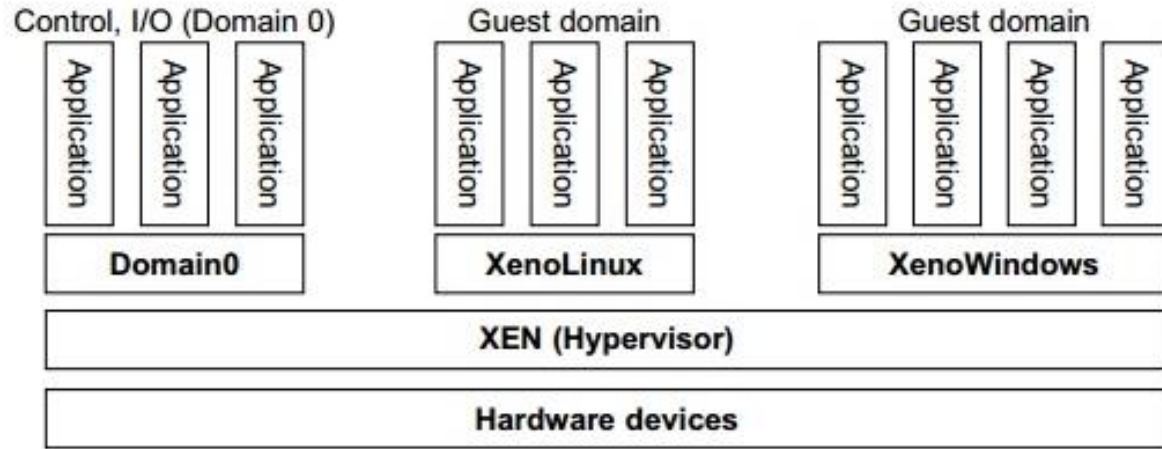 Control, I/O (Domain 0)
Guest domain
Guest domain
Application
Application
Application
Application
Application
Application
Application
Application
Application
Application
Domain0
XenoLinux
XenoWindows
XEN (Hypervisor)
Hardware devices